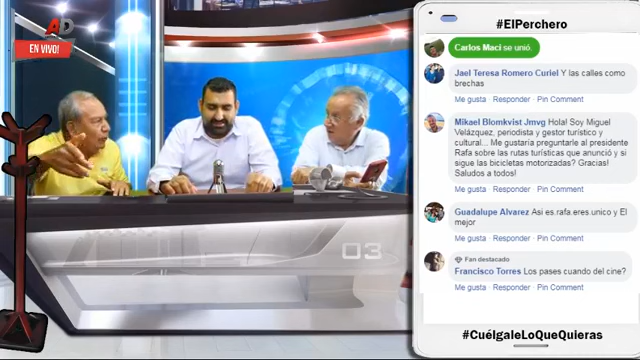 AD
EN VIVO!
03
#ElPerchero
Carlos Maci se unió.
Jael Teresa Romero Curiel Y las calles como
brechas
Me gusta · Responder · Pin Comment
Mikael Blomkvist Jmvg Hola! Soy Miguel
Velázquez, periodista y gestor turístico y
cultural... Me gustaría preguntarle al presidente
Rafa sobre las rutas turísticas que anunció y si
sigue las bicicletas motorizadas? Gracias!
Saludos a todos!
Me gusta · Responder · Pin Comment
Guadalupe Alvarez Asi es.rafa.eres.unico y El
mejor
Me gusta · Responder · Pin Comment
Fan destacado
Francisco Torres Los pases cuando del cine?
Me gusta · Responder · Pin Comment
#CuélgaleLoQueQuieras